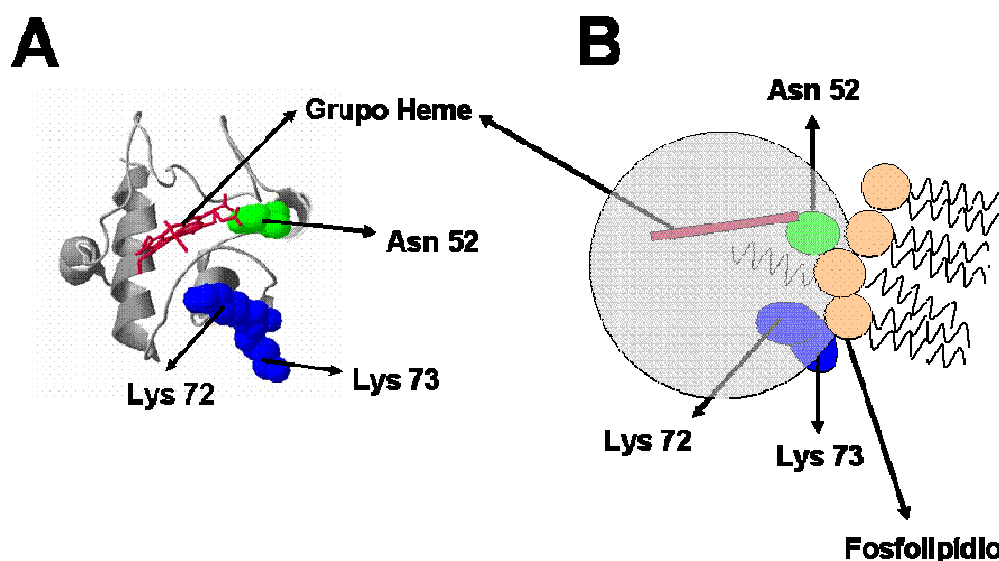 A
B
Grupo Heme
Asn 52
Asn 52
Lys 72
Lys 73
Lys 72
Lys 73
Fosfolipídio